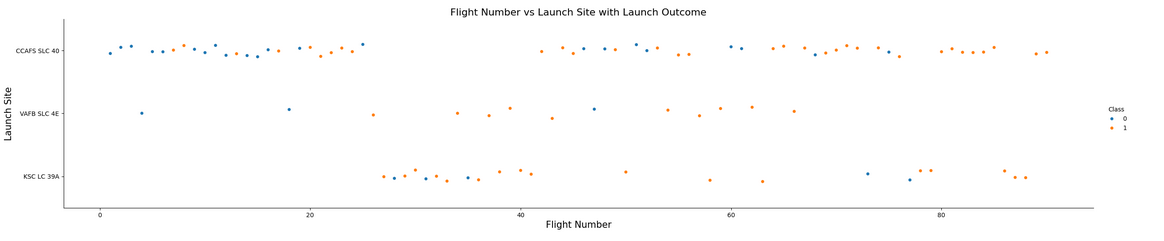 Flight Number vs Launch Site with Launch Outcome
CCAFS SLC 40
VAFB SLC 4E
KSC LC 39A
Launch Site
0 20 40 60 80
Flight Number
Class
0
1